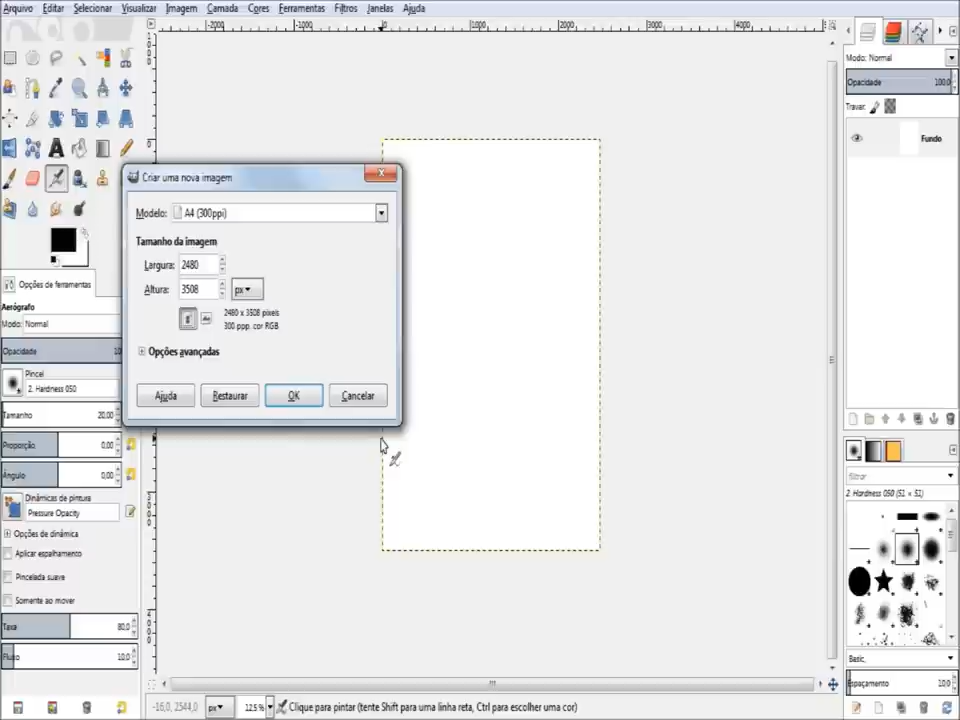 Arquivo Editar Selecionar Visualizar Imagem Camada Cores Ferramentas Filtros Janelas Ajuda
-2000 -1000 0 1000 2000 3000 4000
Modo: Normal
Opacidade 100,0
Travar:
Fundo
Criar uma nova imagem
Modelo: A4 (300ppi)
Tamanho da imagem
Largura: 2480
Altura: 3508 px
2480 x 3508 pixels
300 ppp, cor RGB
Opções avançadas
Ajuda Restaurar OK Cancelar
Opções de ferramentas
Aerógrafo
Modo: Normal
Opacidade
Pincel
2. Hardness 050
Tamanho 20,00
Proporção 0,00
Ângulo 0,00
Dinâmicas de pintura
Pressure Opacity
Opções de dinâmica
Aplicar espalhamento
Pincelada suave
Somente ao mover
Taxa 80,0
Fluxo 10,0
filtrar
2. Hardness 050 (51 × 51)
Basic,
Espaçamento 10,0
-16,0, 2544,0 px 12,5% Clique para pintar (tente Shift para uma linha reta, Ctrl para escolher uma cor)